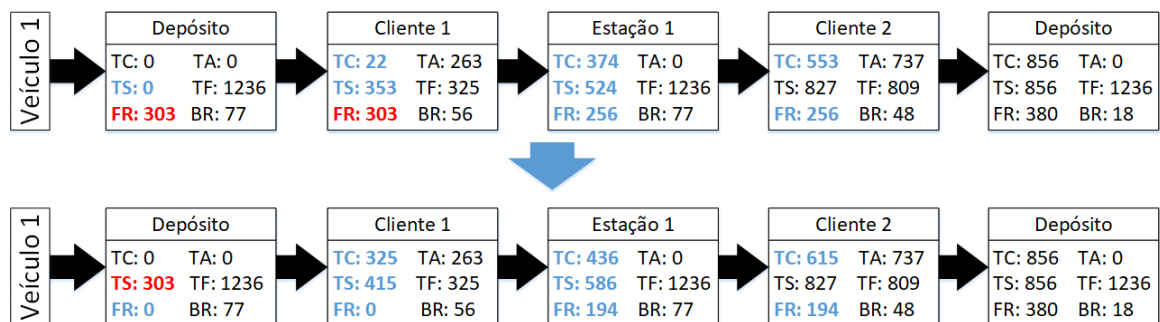 Veículo 1
Depósito
TC: 0 TA: 0
TS: 0 TF: 1236
FR: 303 BR: 77
Cliente 1
TC: 22 TA: 263
TS: 353 TF: 325
FR: 303 BR: 56
Estação 1
TC: 374 TA: 0
TS: 524 TF: 1236
FR: 256 BR: 77
Cliente 2
TC: 553 TA: 737
TS: 827 TF: 809
FR: 256 BR: 48
Depósito
TC: 856 TA: 0
TS: 856 TF: 1236
FR: 380 BR: 18
Veículo 1
Depósito
TC: 0 TA: 0
TS: 303 TF: 1236
FR: 0 BR: 77
Cliente 1
TC: 325 TA: 263
TS: 415 TF: 325
FR: 0 BR: 56
Estação 1
TC: 436 TA: 0
TS: 586 TF: 1236
FR: 194 BR: 77
Cliente 2
TC: 615 TA: 737
TS: 827 TF: 809
FR: 194 BR: 48
Depósito
TC: 856 TA: 0
TS: 856 TF: 1236
FR: 380 BR: 18